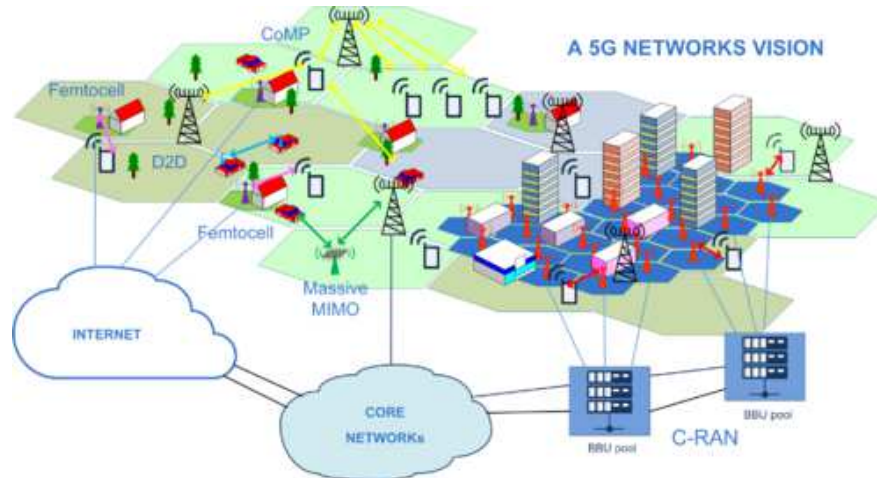 CoMP
A 5G NETWORKS VISION
Femtocell
D2D
Femtocell
Massive
MIMO
INTERNET
CORE
NETWORKs
BBU pool
BBU pool
C-RAN